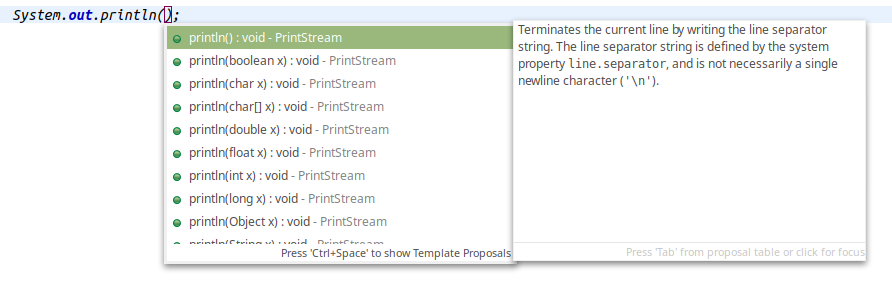 System.out.println();
println() : void - PrintStream
println(boolean x) : void - PrintStream
println(char x) : void - PrintStream
println(char[] x) : void - PrintStream
println(double x) : void - PrintStream
println(float x) : void - PrintStream
println(int x) : void - PrintStream
println(long x) : void - PrintStream
println(Object x) : void - PrintStream
println(String x) : void - PrintStream
Press 'Ctrl+Space' to show Template Proposals
Terminates the current line by writing the line separator
string. The line separator string is defined by the system
property line.separator, and is not necessarily a single
newline character ('\n').
Press 'Tab' from proposal table or click for focus